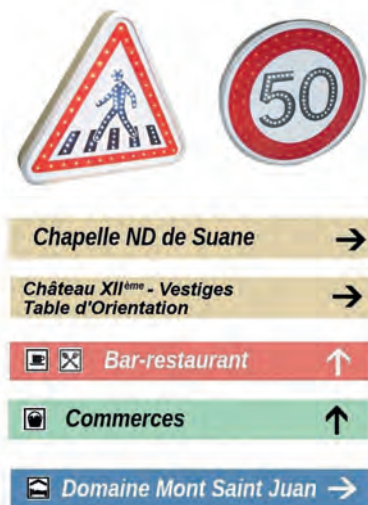 50
Chapelle ND de Suane →
Château XIIème - Vestiges
Table d'Orientation →
Bar-restaurant ↑
Commerces ↑
Domaine Mont Saint Juan →